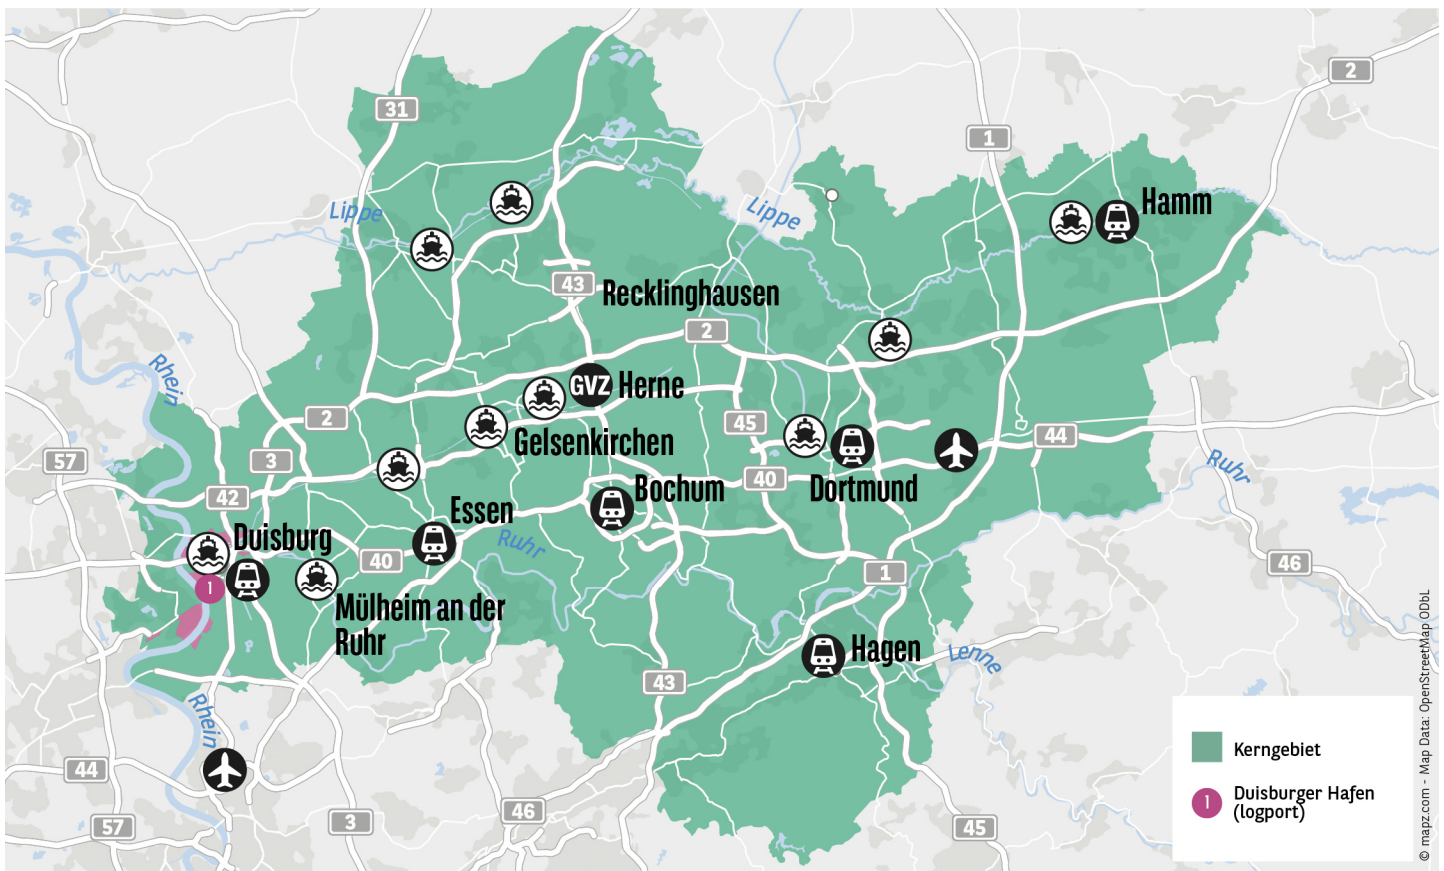 2
31
1
Hamm
Lippe
Lippe
43
Recklinghausen
2
Rhein
GVZ
Herne
2
45
44
Gelsenkirchen
57
3
Ruhr
40
Bochum
Dortmund
42
Essen
Duisburg
Ruhr
40
46
1
1
Mülheim an der
Ruhr
Hagen
Lenne
43
Rhein
Kerngebiet
44
1
Duisburger Hafen
(logport)
46
3
57
45
© mapz.com - Map Data: OpenStreetMap ODbL